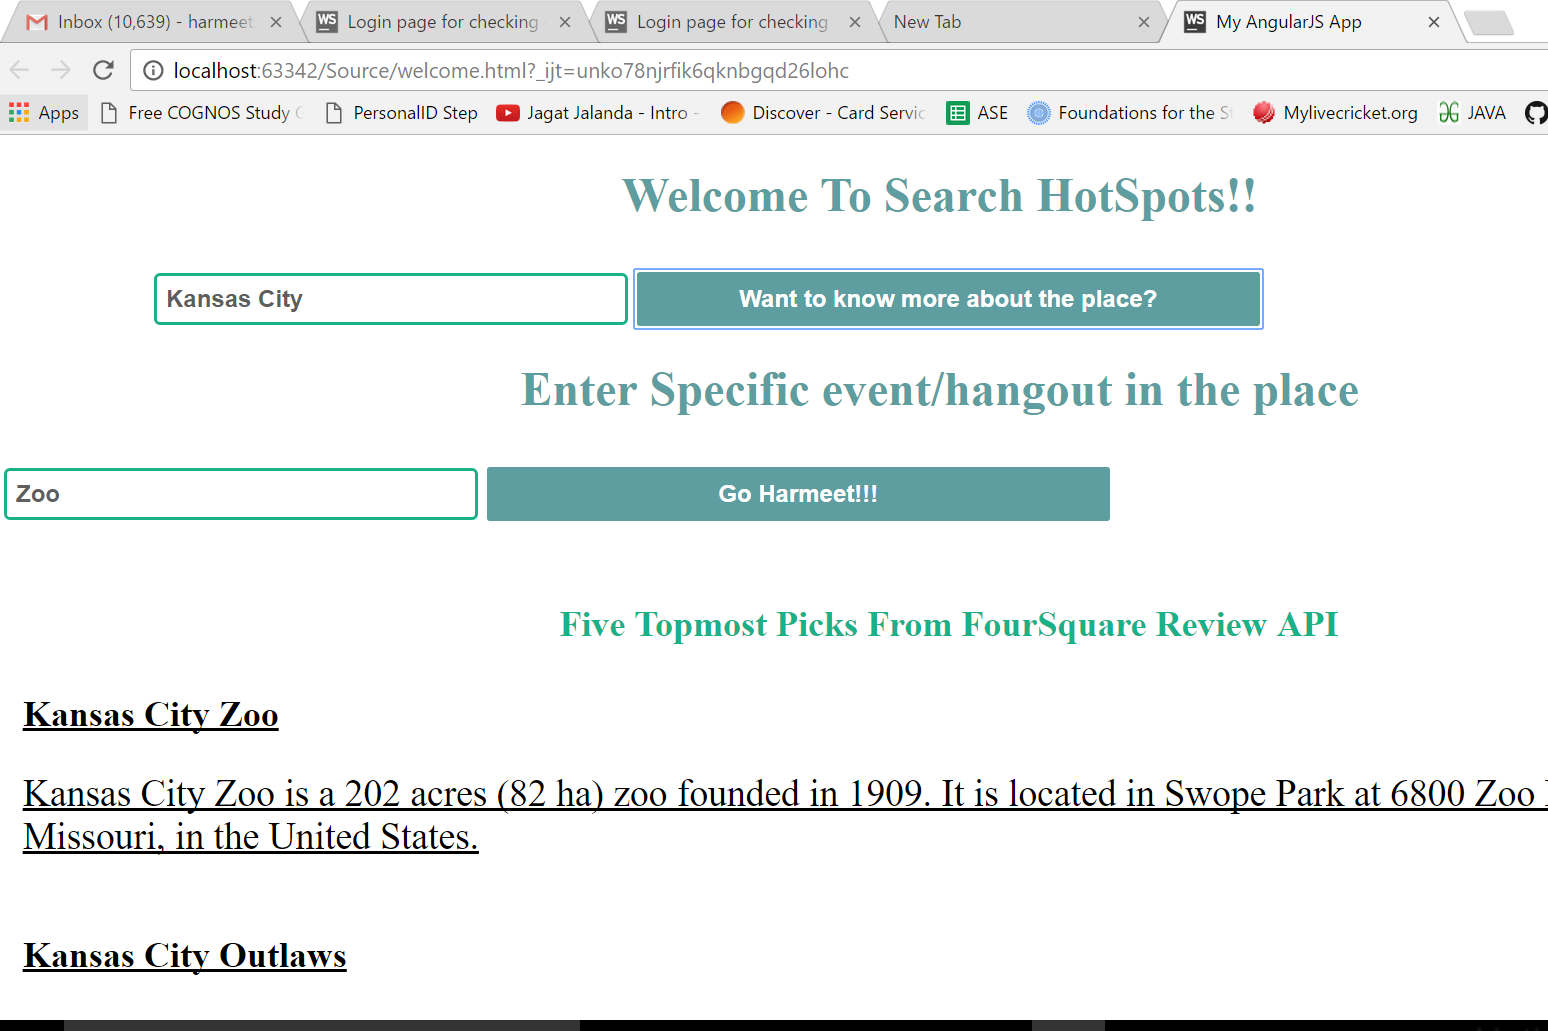 Inbox (10,639) - harmeet
Login page for checking
Login page for checking
New Tab
My AngularJS App
localhost:63342/Source/welcome.html?_ijt=unko78njrfik6qknbgqd26lohc
Apps
Free COGNOS Study
PersonalID Step
Jagat Jalanda - Intro -
Discover - Card Servic
ASE
Foundations for the S
Mylivecricket.org
JAVA
Welcome To Search HotSpots!!
Kansas City
Want to know more about the place?
Enter Specific event/hangout in the place
Zoo
Go Harmeet!!!
Five Topmost Picks From FourSquare Review API
Kansas City Zoo
Kansas City Zoo is a 202 acres (82 ha) zoo founded in 1909. It is located in Swope Park at 6800 Zoo
Missouri, in the United States.
Kansas City Outlaws